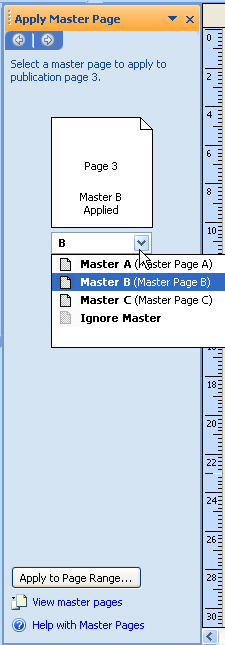 Apply Master Page
Select a master page to apply to
publication page 3.
Page 3
Master B
Applied
B
Master A (Master Page A)
Master B (Master Page B)
Master C (Master Page C)
Ignore Master
Apply to Page Range...
View master pages
Help with Master Pages
0
2
4
6
8
10
12
18
20
22
24
26
28
30